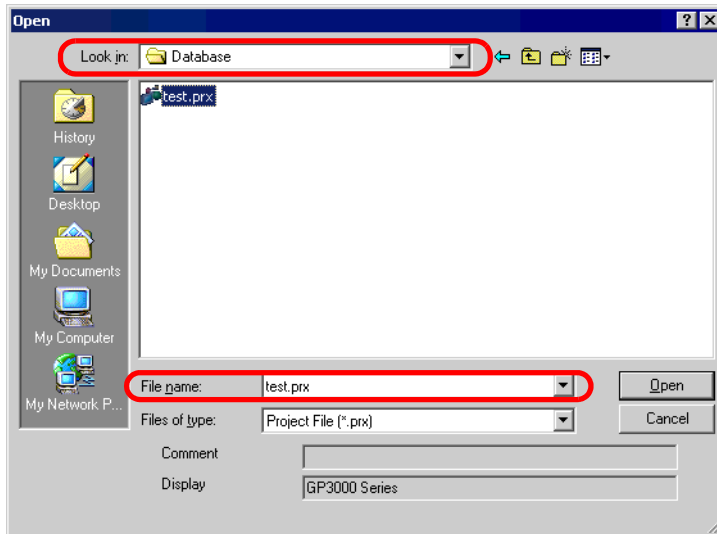 Open
Look in: Database
test.prx
History
Desktop
My Documents
My Computer
My Network P...
File name: test.prx
Open
Files of type: Project File (*.prx)
Cancel
Comment
Display GP3000 Series